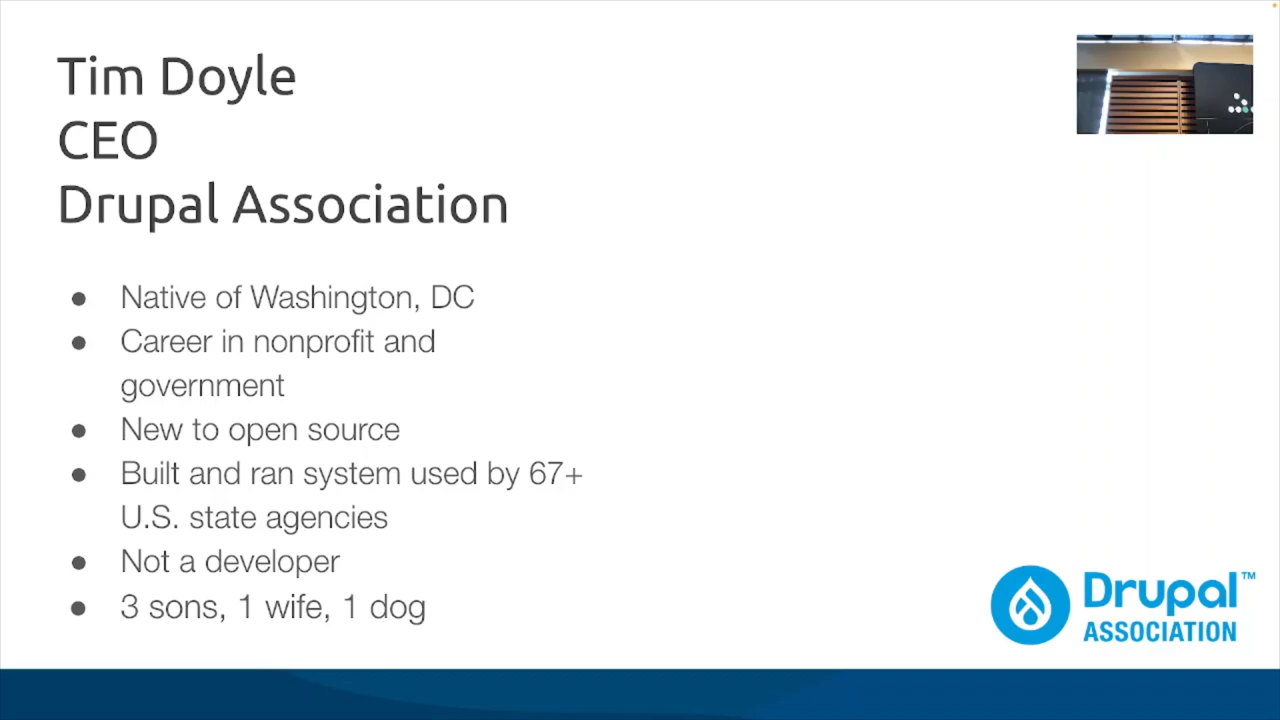 Tim Doyle
CEO
Drupal Association
● Native of Washington, DC
● Career in nonprofit and
government
● New to open source
● Built and ran system used by 67+
U.S. state agencies
● Not a developer
● 3 sons, 1 wife, 1 dog
Drupal™
ASSOCIATION